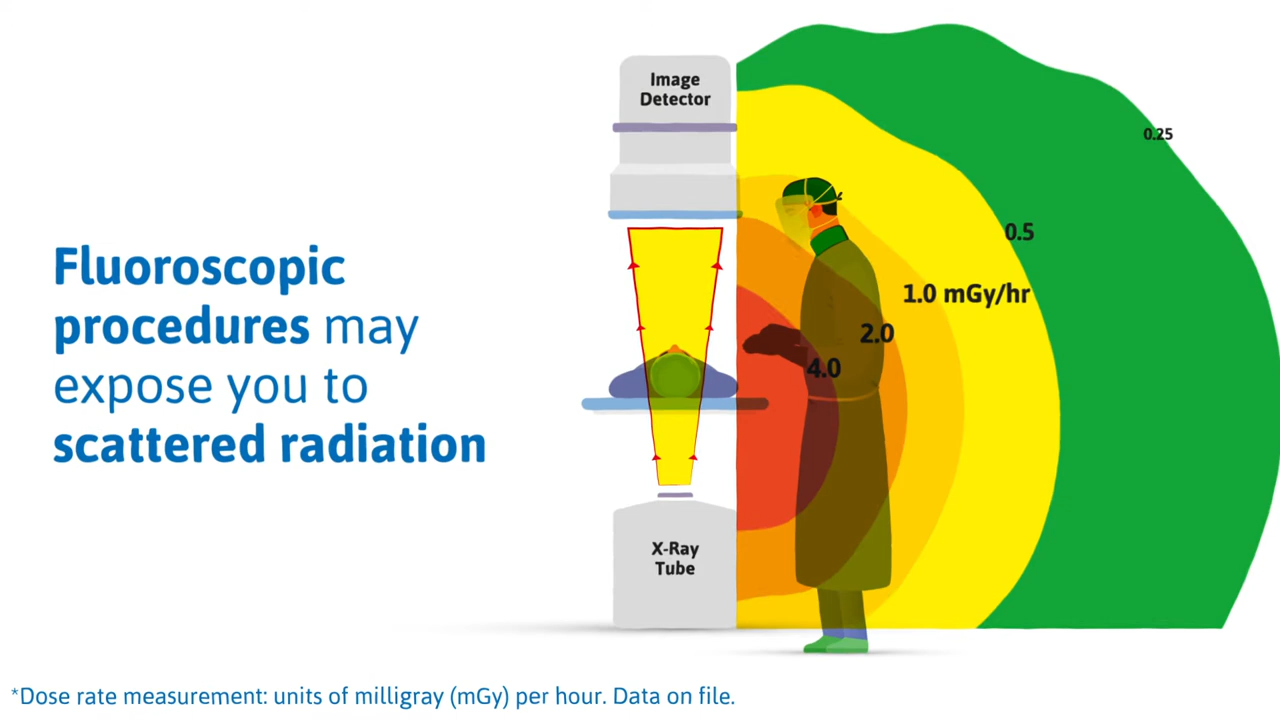 Fluoroscopic
procedures may
expose you to
scattered radiation
Image
Detector
X-Ray
Tube
0.25
0.5
1.0 mGy/hr
2.0
4.0
*Dose rate measurement: units of milligray (mGy) per hour. Data on file.